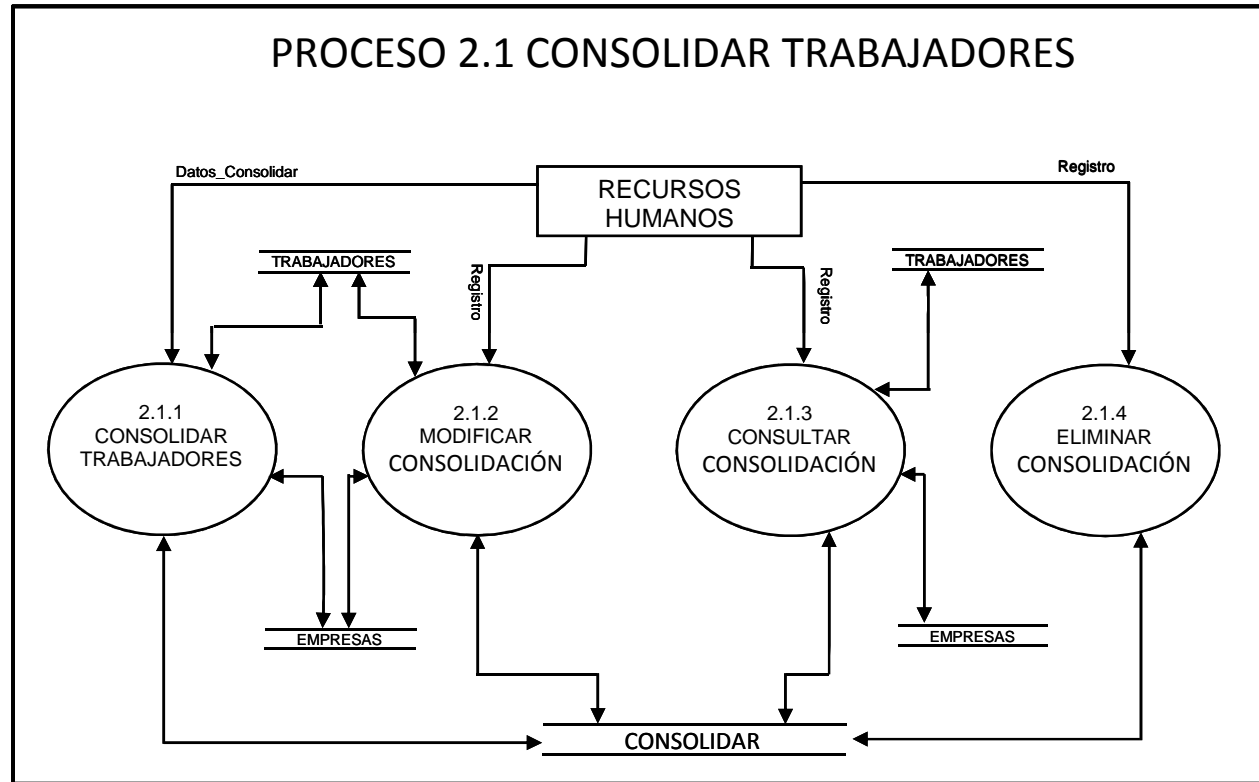 PROCESO 2.1 CONSOLIDAR TRABAJADORES
Datos_Consolidar
RECURSOS
HUMANOS
Registro
TRABAJADORES
Registro
Registro
TRABAJADORES
2.1.1
CONSOLIDAR
TRABAJADORES
2.1.2
MODIFICAR
CONSOLIDACIÓN
2.1.3
CONSULTAR
CONSOLIDACIÓN
2.1.4
ELIMINAR
CONSOLIDACIÓN
EMPRESAS
EMPRESAS
CONSOLIDAR